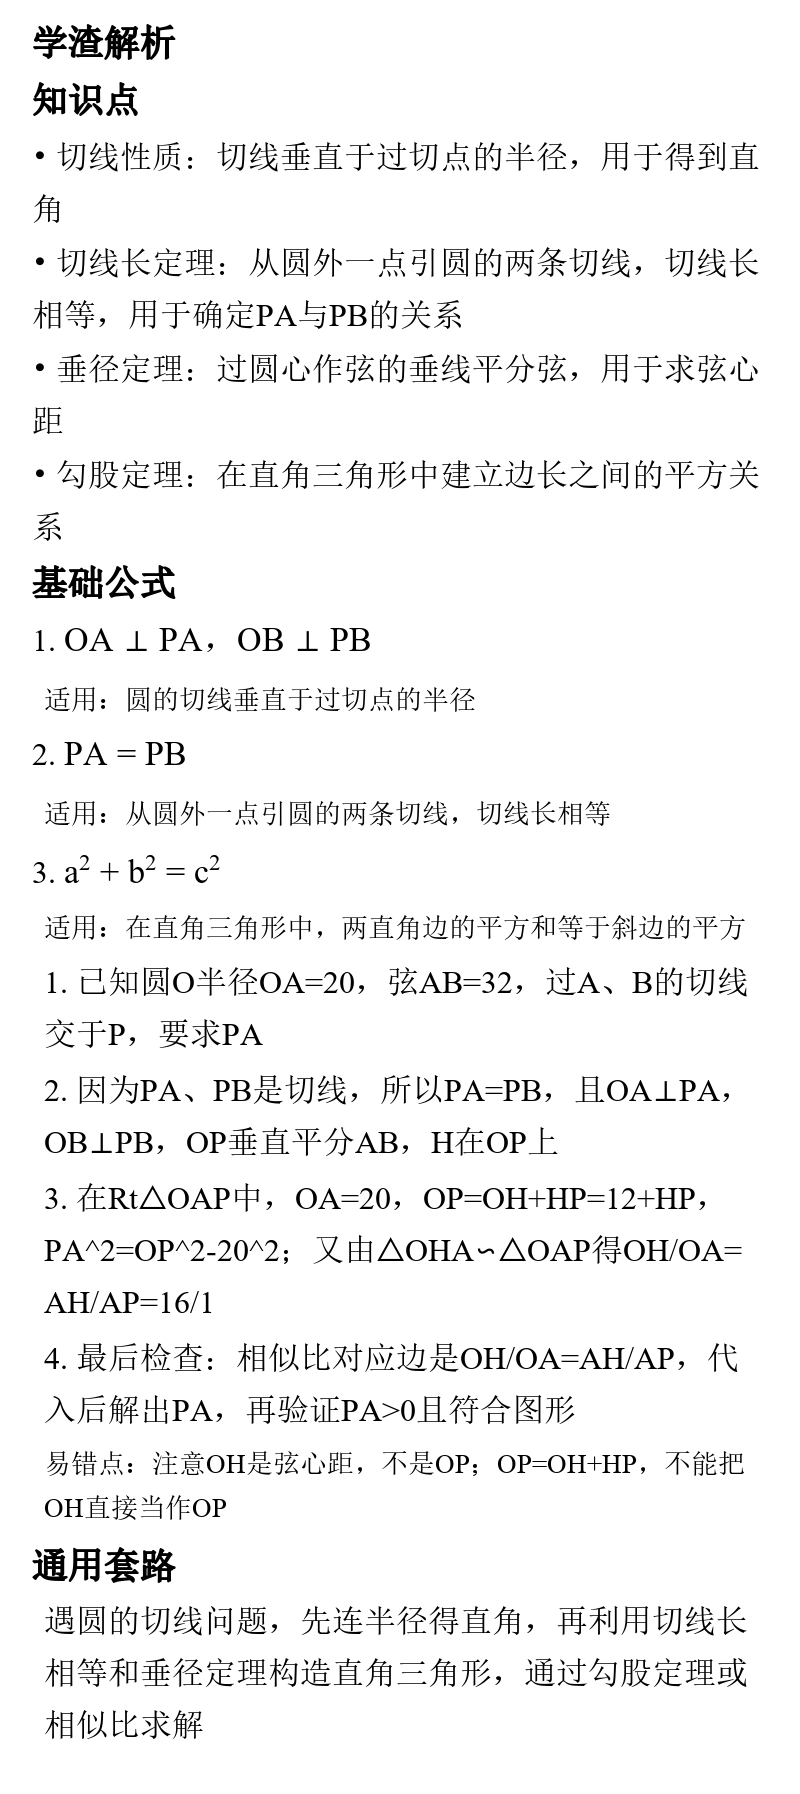 学渣解析
知识点
• 切线性质：切线垂直于过切点的半径，用于得到直
角
• 切线长定理：从圆外一点引圆的两条切线，切线长
相等，用于确定PA与PB的关系
• 垂径定理：过圆心作弦的垂线平分弦，用于求弦心
距
• 勾股定理：在直角三角形中建立边长之间的平方关
系
基础公式
1. OA ⊥ PA，OB ⊥ PB
适用：圆的切线垂直于过切点的半径
2. PA = PB
适用：从圆外一点引圆的两条切线，切线长相等
3. a² + b² = c²
适用：在直角三角形中，两直角边的平方和等于斜边的平方
1. 已知圆O半径OA=20，弦AB=32，过A、B的切线
交于P，要求PA
2. 因为PA、PB是切线，所以PA=PB，且OA⊥PA，
OB⊥PB，OP垂直平分AB，H在OP上
3. 在Rt△OAP中，OA=20，OP=OH+HP=12+HP，
PA^2=OP^2-20^2；又由△OHA∽△OAP得OH/OA=
AH/AP=16/1
4. 最后检查：相似比对应边是OH/OA=AH/AP，代
入后解出PA，再验证PA>0且符合图形
易错点：注意OH是弦心距，不是OP；OP=OH+HP，不能把
OH直接当作OP
通用套路
遇圆的切线问题，先连半径得直角，再利用切线长
相等和垂径定理构造直角三角形，通过勾股定理或
相似比求解